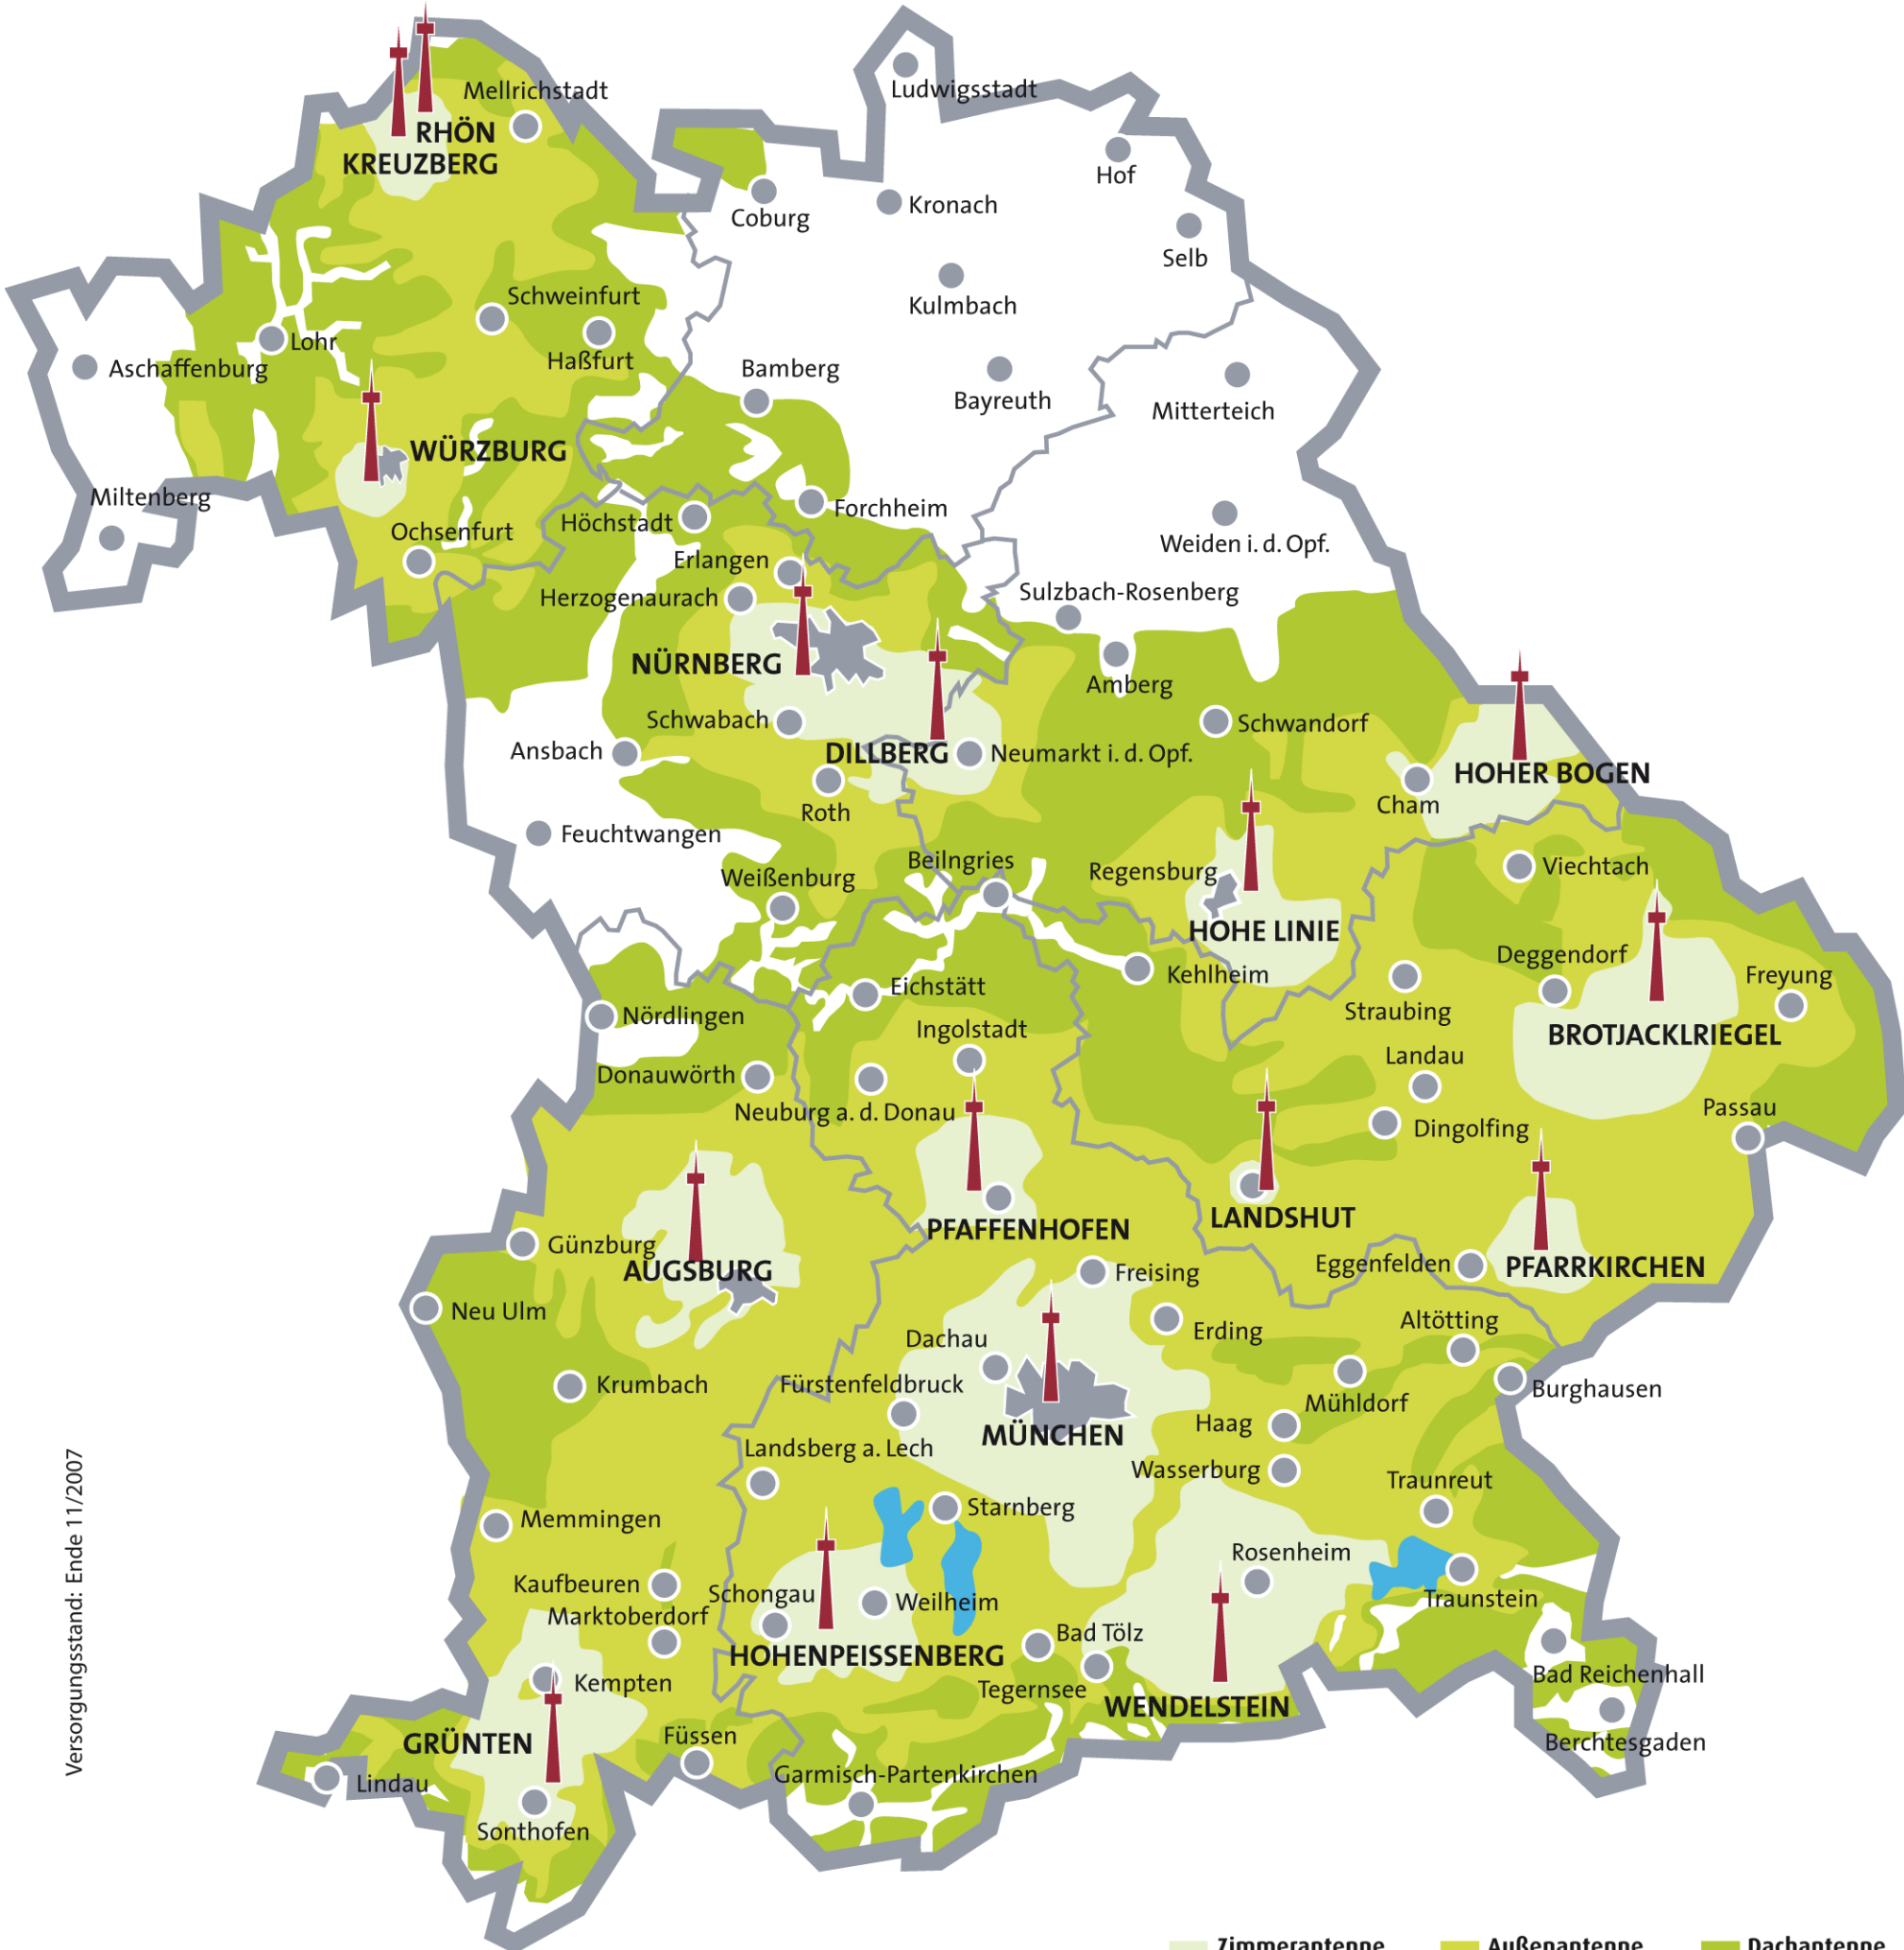 Ludwigsstadt
Mellrichstadt
RHÖN
KREUZBERG
Hof
Coburg
Kronach
Selb
Schweinfurt
Kulmbach
Lohr
Haßfurt
Aschaffenburg
Bamberg
Bayreuth
Mitterteich
WÜRZBURG
Miltenberg
Forchheim
Höchstadt
Ochsenfurt
Weiden i. d. Opf.
Erlangen
Herzogenaurach
Sulzbach-Rosenberg
NÜRNBERG
Amberg
Schwabach
Schwandorf
Ansbach
DILLBERG
Neumarkt i. d. Opf.
HOHER BOGEN
Cham
Roth
Feuchtwangen
Beilngries
Viechtach
Regensburg
Weißenburg
HOHE LINIE
Deggendorf
Kehlheim
Freyung
Eichstätt
Straubing
Nördlingen
Ingolstadt
BROTJACKLRIEGEL
Landau
Donauwörth
Neuburg a. d. Donau
Passau
Dingolfing
LANDSHUT
PFAFFENHOFEN
Günzburg
Eggenfelden
PFARRKIRCHEN
AUGSBURG
Freising
Neu Ulm
Altötting
Erding
Dachau
Krumbach
Fürstenfeldbruck
Burghausen
Mühldorf
Haag
MÜNCHEN
Landsberg a. Lech
Wasserburg
Traunreut
Starnberg
Memmingen
Rosenheim
Kaufbeuren
Schongau
Weilheim
Traunstein
Marktoberdorf
Bad Tölz
HOHENPEISSENBERG
Bad Reichenhall
Kempten
Tegernsee
WENDELSTEIN
Füssen
GRÜNTEN
Berchtesgaden
Garmisch-Partenkirchen
Lindau
Sonthofen
Versorgungsstand: Ende 11/2007
Zimmerantenne
Außenantenne
Dachantenne